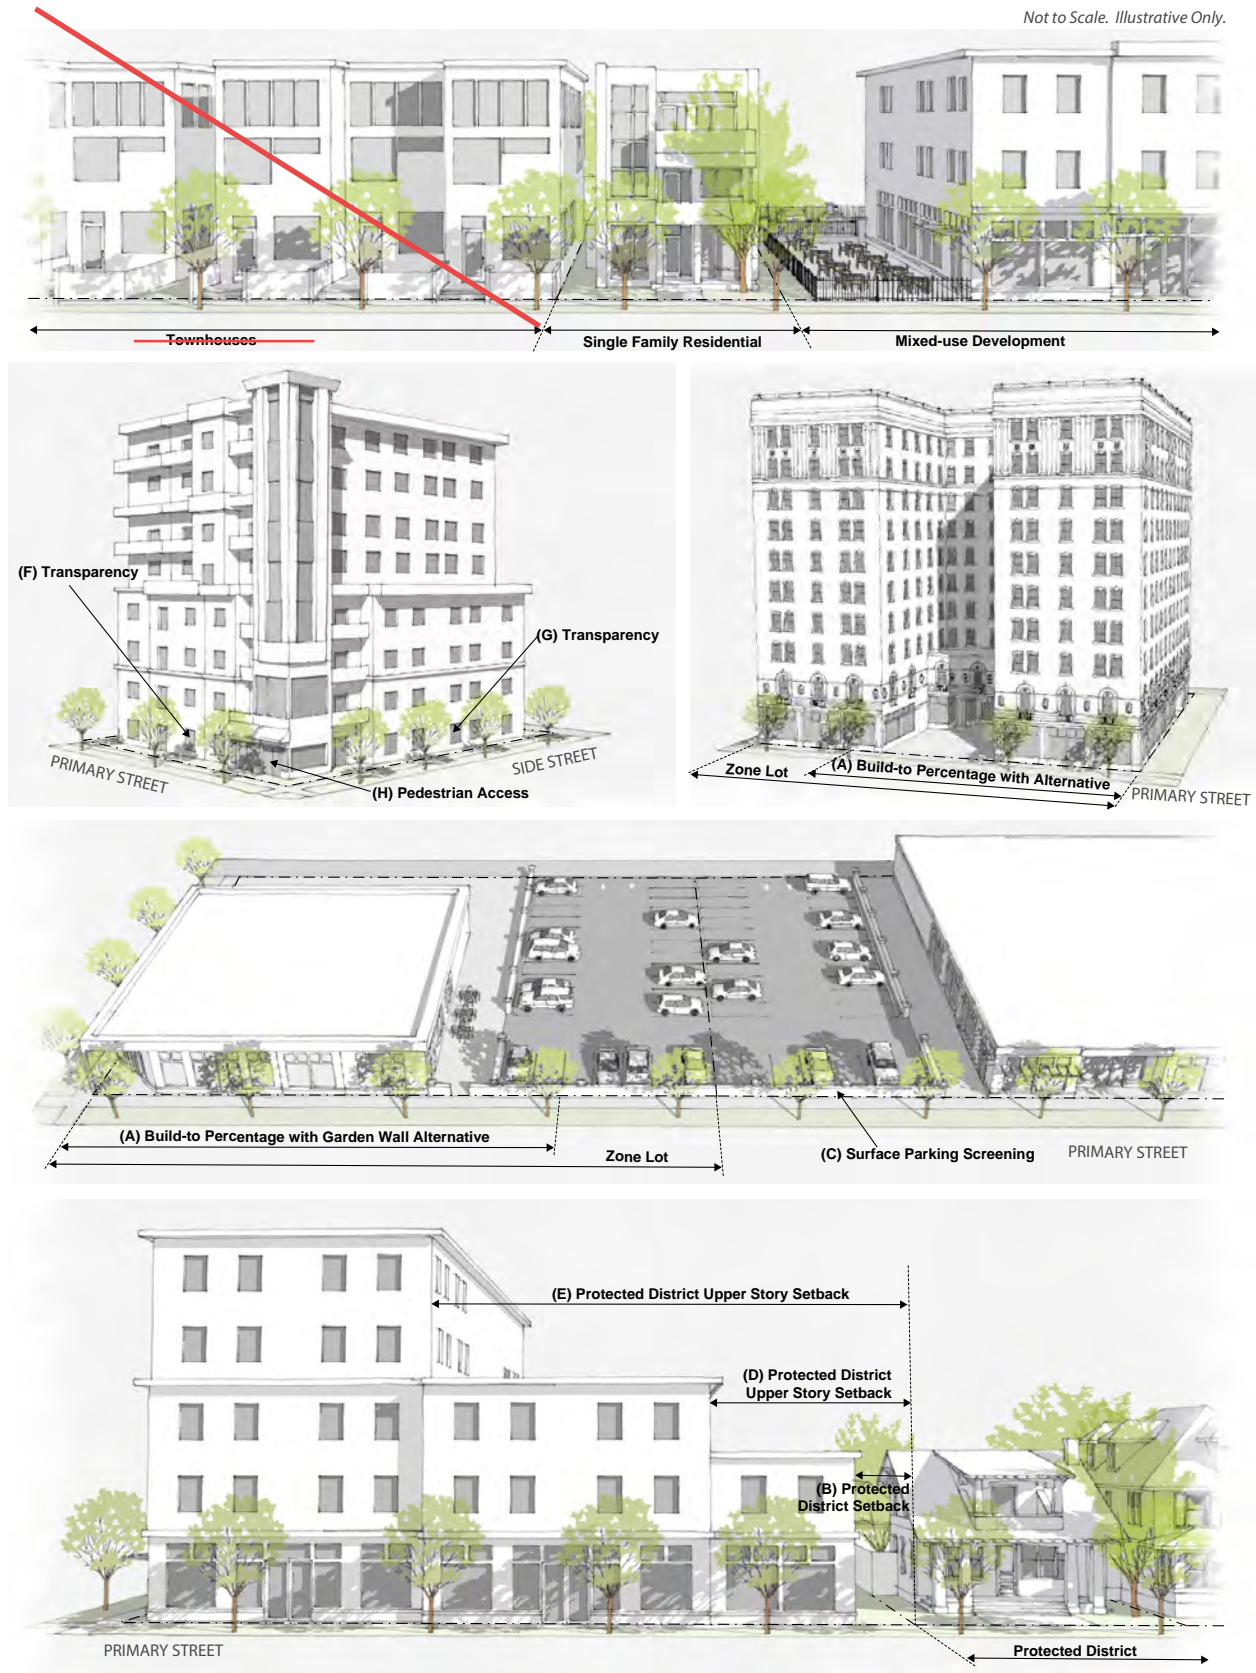 Not to Scale. Illustrative Only.
Townhouses
Single Family Residential
Mixed-use Development
(F) Transparency
(G) Transparency
PRIMARY STREET
SIDE STREET
(H) Pedestrian Access
Zone Lot
(A) Build-to Percentage with Alternative
PRIMARY STREET
(A) Build-to Percentage with Garden Wall Alternative
Zone Lot
(C) Surface Parking Screening
PRIMARY STREET
(E) Protected District Upper Story Setback
(D) Protected District
Upper Story Setback
(B) Protected
District Setback
PRIMARY STREET
Protected District